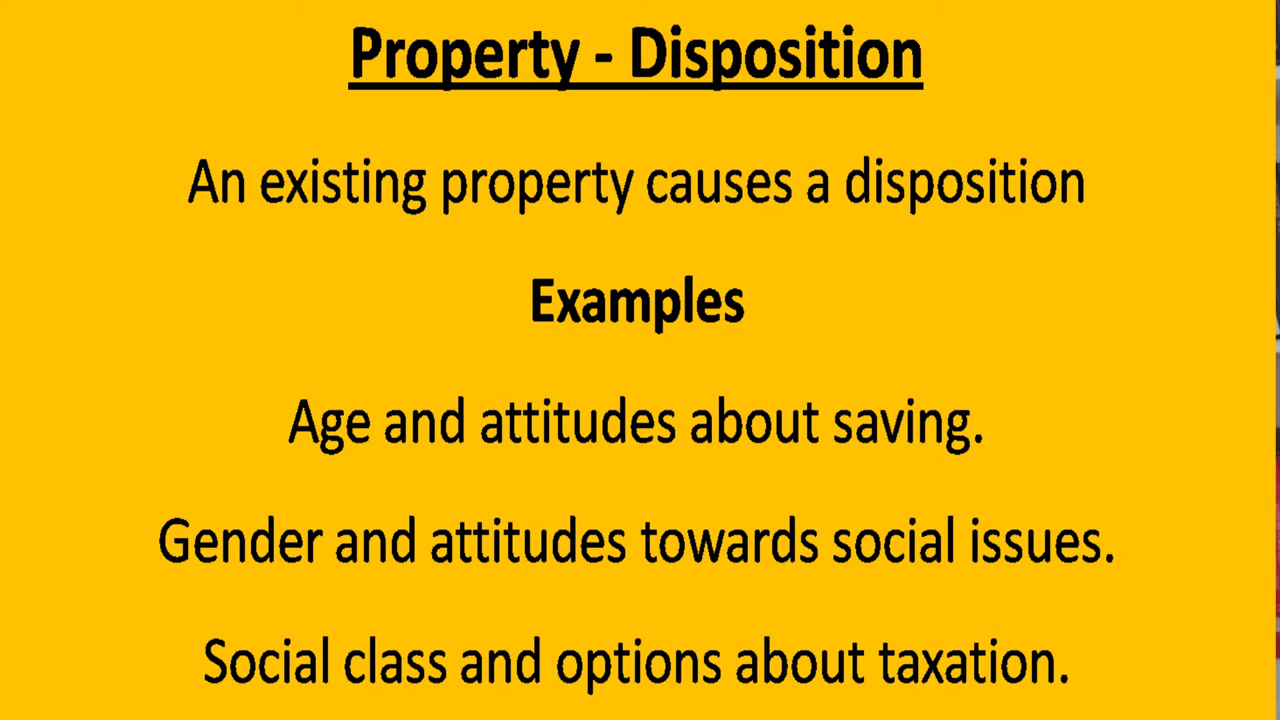 Property - Disposition
An existing property causes a disposition
Examples
Age and attitudes about saving.
Gender and attitudes towards social issues.
Social class and options about taxation.